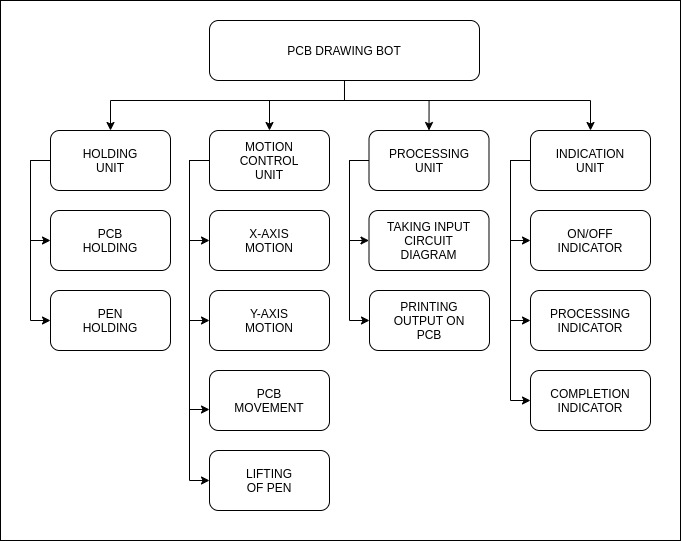 PCB DRAWING BOT
HOLDING
UNIT
PCB
HOLDING
PEN
HOLDING
MOTION
CONTROL
UNIT
X-AXIS
MOTION
Y-AXIS
MOTION
PCB
MOVEMENT
LIFTING
OF PEN
PROCESSING
UNIT
TAKING INPUT
CIRCUIT
DIAGRAM
PRINTING
OUTPUT ON
PCB
INDICATION
UNIT
ON/OFF
INDICATOR
PROCESSING
INDICATOR
COMPLETION
INDICATOR